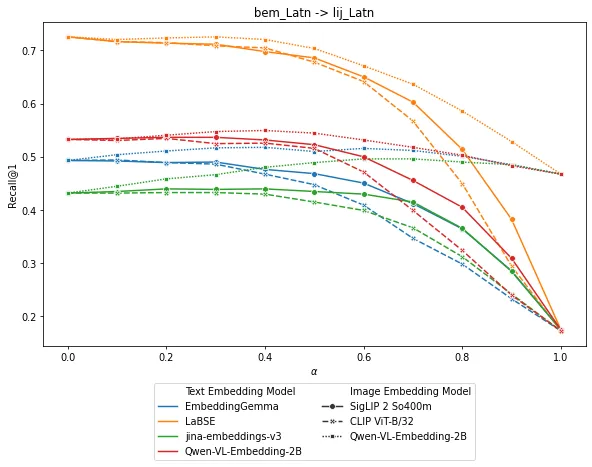 bem_Latn -> lij_Latn
Recall@1
0.7
0.6
0.5
0.4
0.3
0.2
0.0 0.2 0.4 0.6 0.8 1.0
α
Text Embedding Model Image Embedding Model
EmbeddingGemma SigLIP 2 So400m
LaBSE CLIP ViT-B/32
jina-embeddings-v3 Qwen-VL-Embedding-2B
Qwen-VL-Embedding-2B